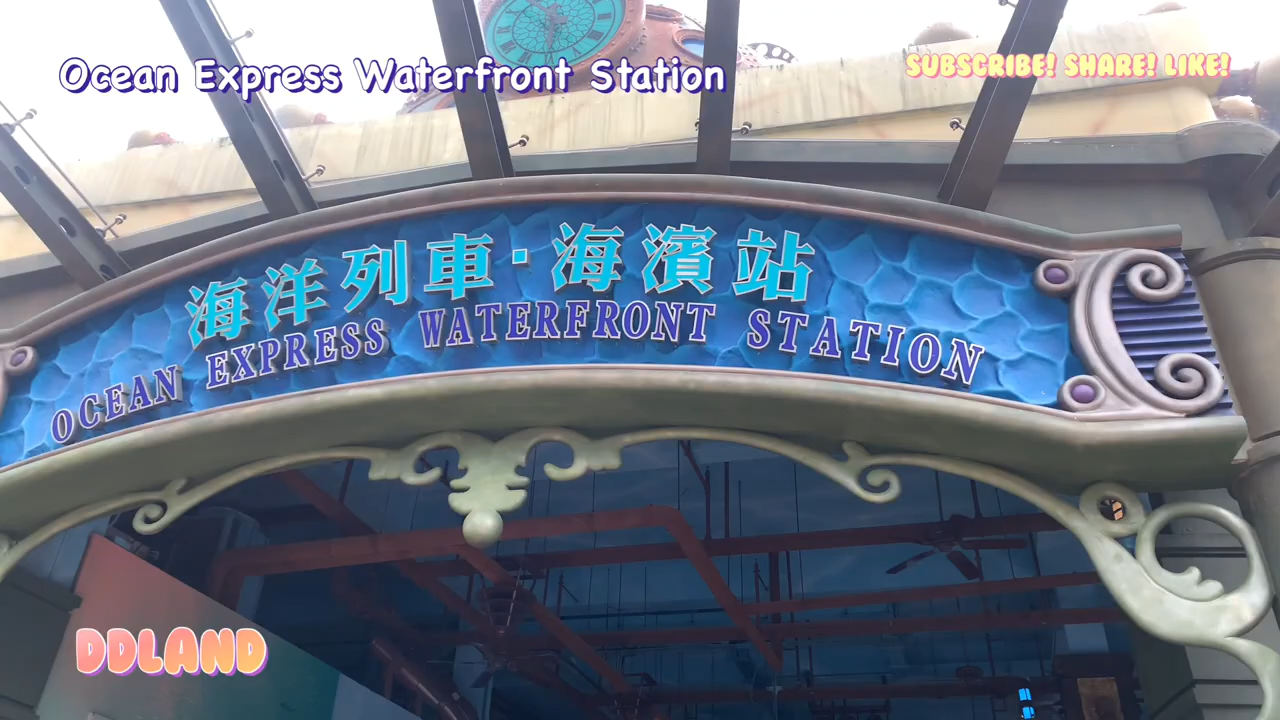 Ocean Express Waterfront Station
SUBSCRIBE! SHARE! LIKE!
海洋列車·海濱站
OCEAN EXPRESS WATERFRONT STATION
DDLAND